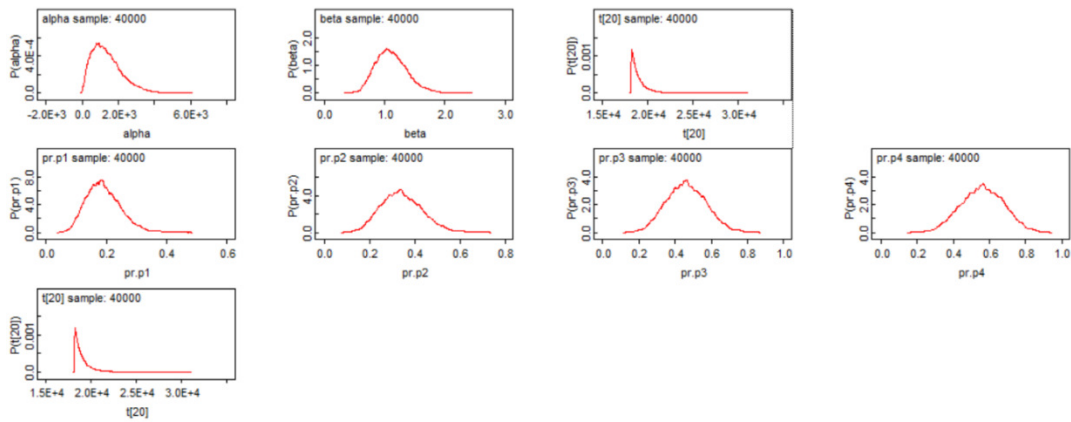 alpha sample: 40000
P(alpha)
0.0 4.0E-4
-2.0E+3 0.0 2.0E+3 6.0E+3
alpha
beta sample: 40000
P(beta)
0.0 1.0 2.0
0.0 1.0 2.0 3.0
beta
t[20] sample: 40000
P(t[20])
0.0 0.001
1.5E+4 2.0E+4 2.5E+4 3.0E+4
t[20]
pr.p1 sample: 40000
P(pr.p1)
0.0 4.0 8.0
0.0 0.2 0.4 0.6
pr.p1
pr.p2 sample: 40000
P(pr.p2)
0.0 4.0
0.0 0.2 0.4 0.6 0.8
pr.p2
pr.p3 sample: 40000
P(pr.p3)
0.0 2.0 4.0
0.0 0.2 0.4 0.6 0.8 1.0
pr.p3
pr.p4 sample: 40000
P(pr.p4)
0.0 2.0 4.0
0.0 0.2 0.4 0.6 0.8 1.0
pr.p4
t[20] sample: 40000
P(t[20])
0.0 0.001
1.5E+4 2.0E+4 2.5E+4 3.0E+4
t[20]